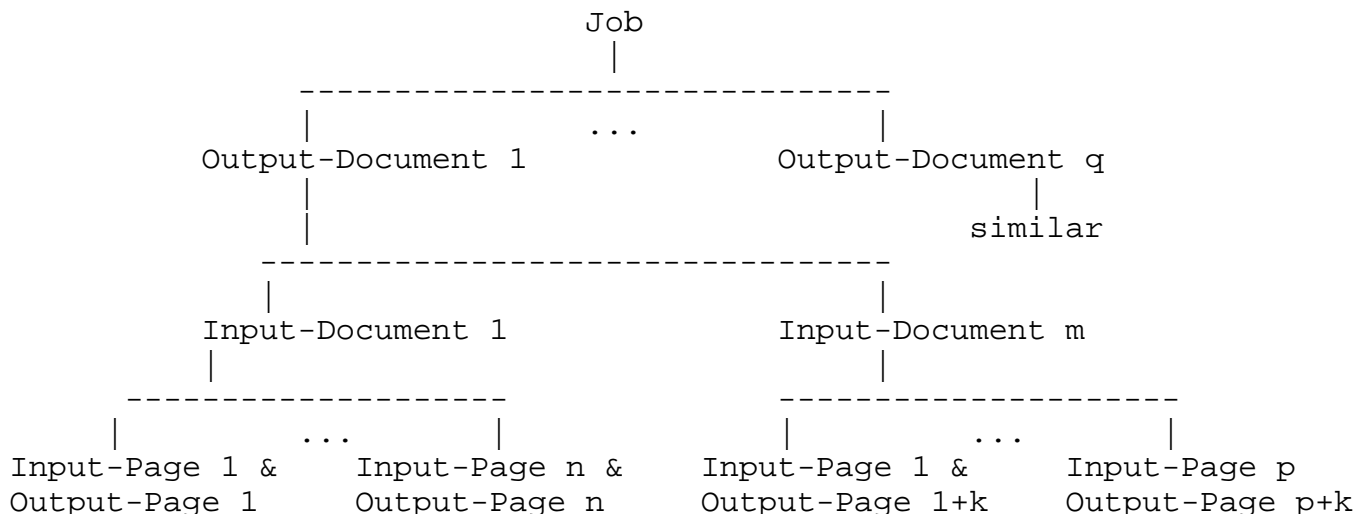 Job
...
Output-Document 1 Output-Document q
similar
Input-Document 1 Input-Document m
... ...
Input-Page 1 & Input-Page n & Input-Page 1 & Input-Page p
Output-Page 1 Output-Page n Output-Page 1+k Output-Page p+k